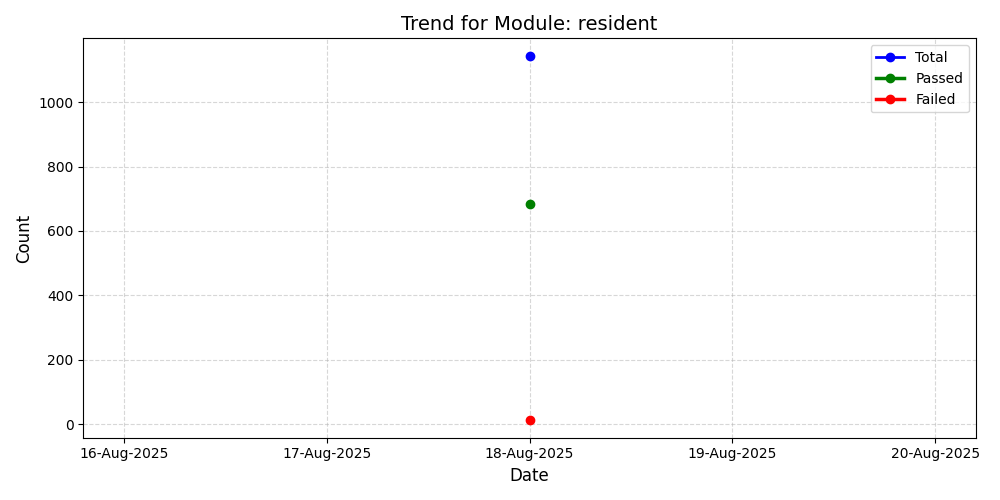 Trend for Module: resident
Total
Passed
Failed
1000
800
600
400
200
0
Count
16-Aug-2025
17-Aug-2025
18-Aug-2025
19-Aug-2025
20-Aug-2025
Date